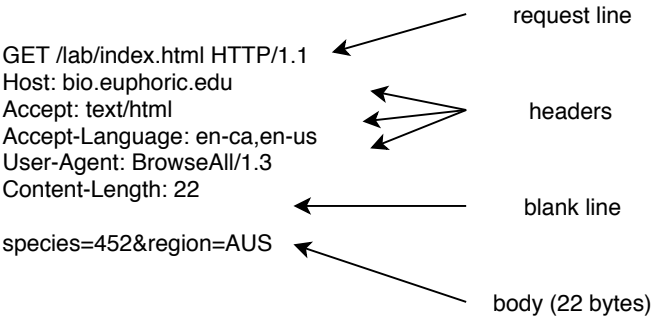 request line
GET /lab/index.html HTTP/1.1
Host: bio.euphoric.edu
Accept: text/html
headers
Accept-Language: en-ca,en-us
User-Agent: BrowseAll/1.3
Content-Length: 22
blank line
species=452&region=AUS
body (22 bytes)